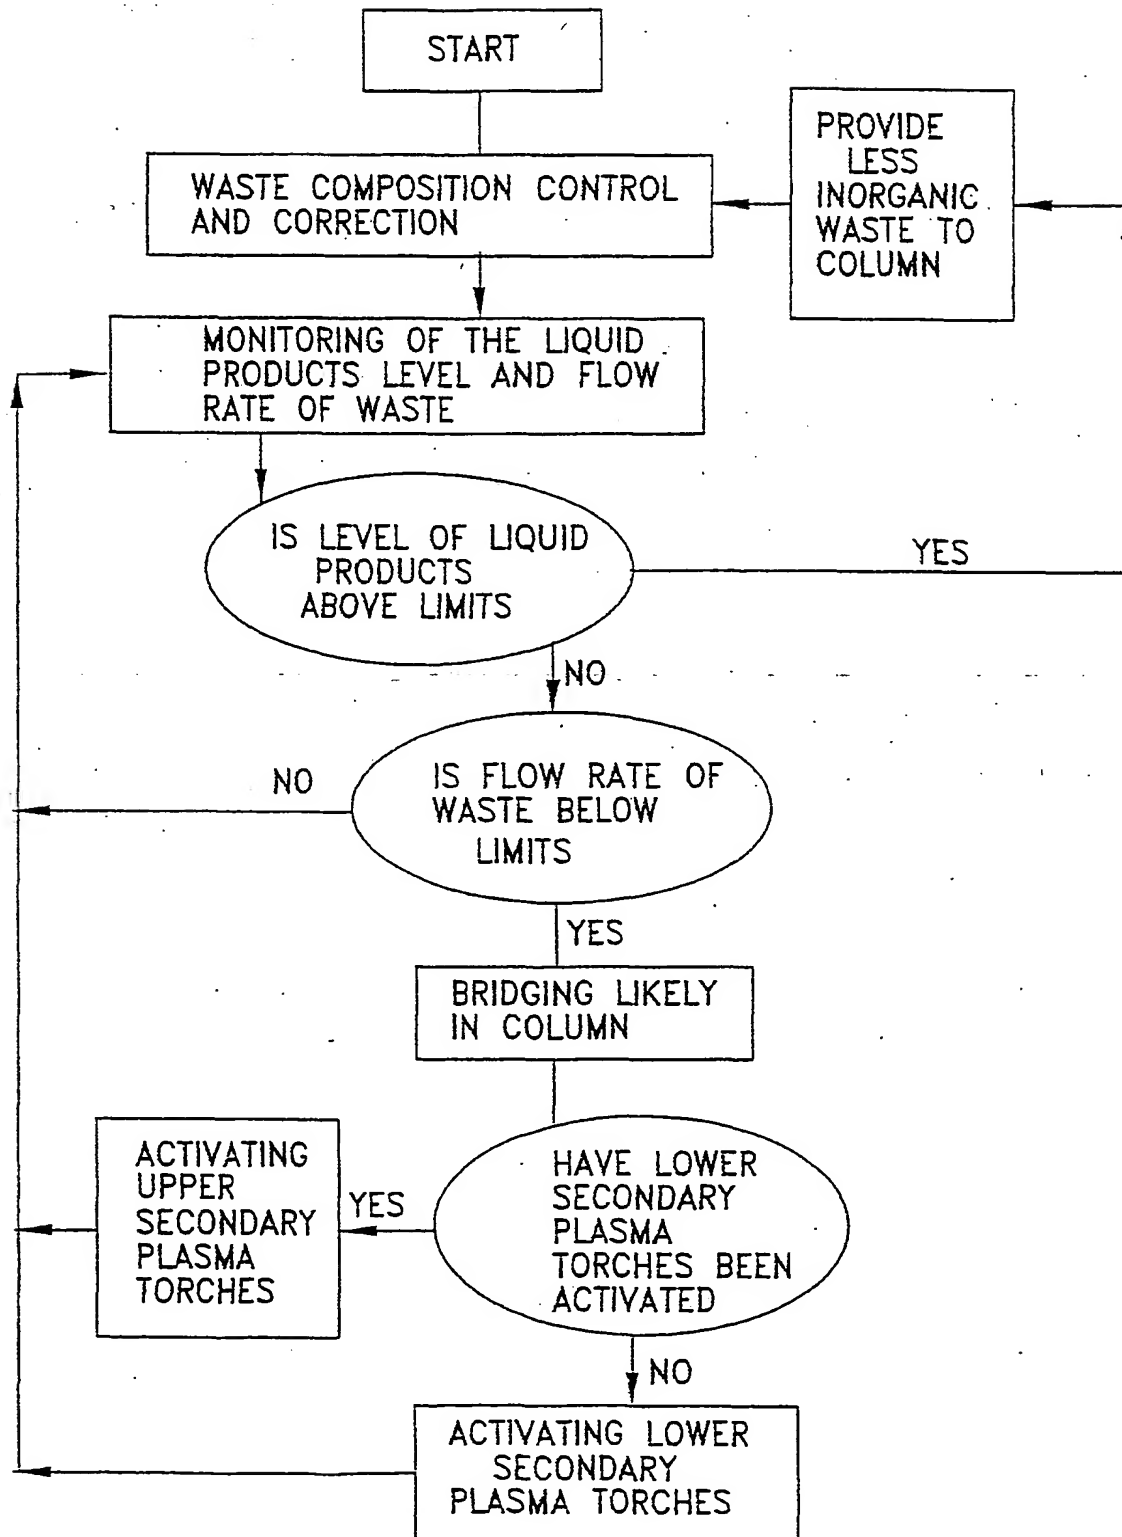 START
WASTE COMPOSITION CONTROL
AND CORRECTION
PROVIDE
LESS
INORGANIC
WASTE TO
COLUMN
MONITORING OF THE LIQUID
PRODUCTS LEVEL AND FLOW
RATE OF WASTE
IS LEVEL OF LIQUID
PRODUCTS
ABOVE LIMITS
YES
NO
IS FLOW RATE OF
WASTE BELOW
LIMITS
NO
YES
BRIDGING LIKELY
IN COLUMN
HAVE LOWER
SECONDARY
PLASMA
TORCHES BEEN
ACTIVATED
YES
ACTIVATING
UPPER
SECONDARY
PLASMA
TORCHES
NO
ACTIVATING LOWER
SECONDARY
PLASMA TORCHES